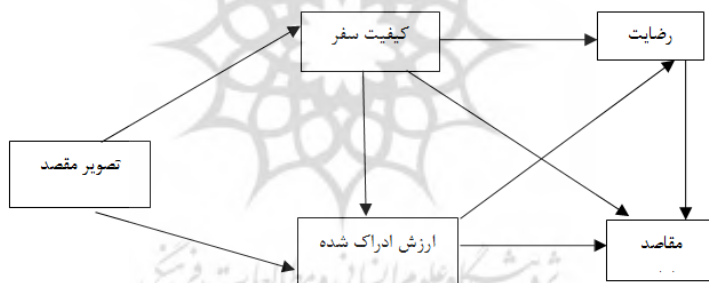 کیفیت سفر
رضایت
تصویر مقصد
ارزش ادراک شده
مقاصد